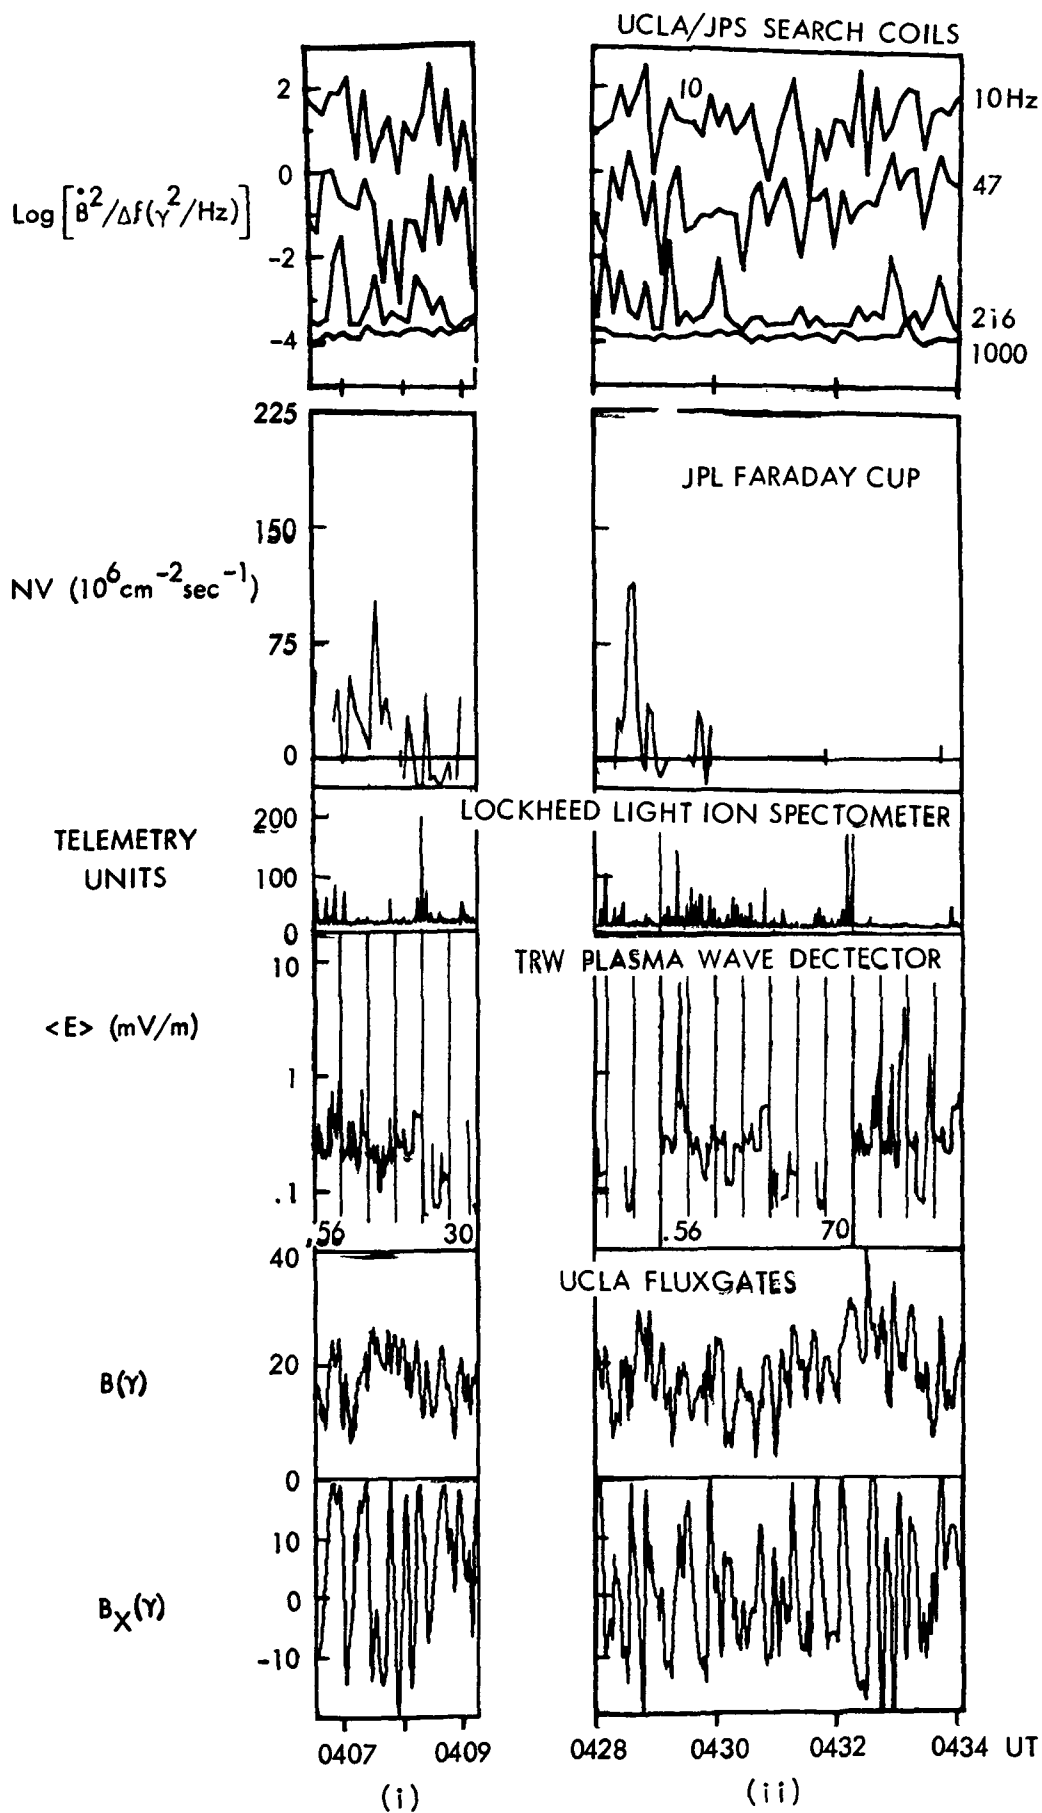 UCLA/JPS SEARCH COILS
2
0
-2
-4
Log [Ḃ²/Δf(γ²/Hz)]
10
10Hz
47
2i6
1000
225
150
75
0
NV (10⁶cm⁻²sec⁻¹)
JPL FARADAY CUP
LOCKHEED LIGHT ION SPECTOMETER
TELEMETRY
UNITS
200
100
0
TRW PLASMA WAVE DECTECTOR
10
1
.1
<E> (mV/m)
.56
30
.56
70
UCLA FLUXGATES
40
20
0
B(γ)
10
0
-10
Bₓ(γ)
0407
0409
0428
0430
0432
0434
UT
(i)
(ii)